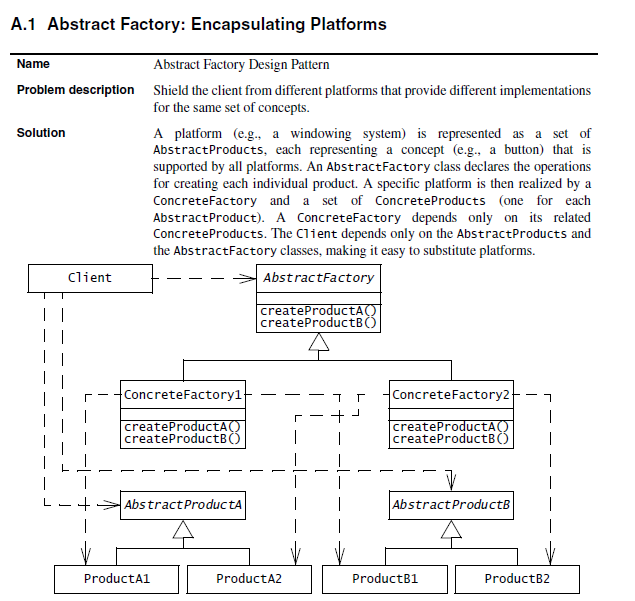 A.1 Abstract Factory: Encapsulating Platforms
Name Abstract Factory Design Pattern
Problem description Shield the client from different platforms that provide different implementations
for the same set of concepts.
Solution A platform (e.g., a windowing system) is represented as a set of
AbstractProducts, each representing a concept (e.g., a button) that is
supported by all platforms. An AbstractFactory class declares the operations
for creating each individual product. A specific platform is then realized by a
ConcreteFactory and a set of ConcreteProducts (one for each
AbstractProduct). A ConcreteFactory depends only on its related
ConcreteProducts. The Client depends only on the AbstractProducts and
the AbstractFactory classes, making it easy to substitute platforms.
Client
AbstractFactory
createProductA()
createProductB()
ConcreteFactory1
createProductA()
createProductB()
ConcreteFactory2
createProductA()
createProductB()
AbstractProductA
AbstractProductB
ProductA1
ProductA2
ProductB1
ProductB2